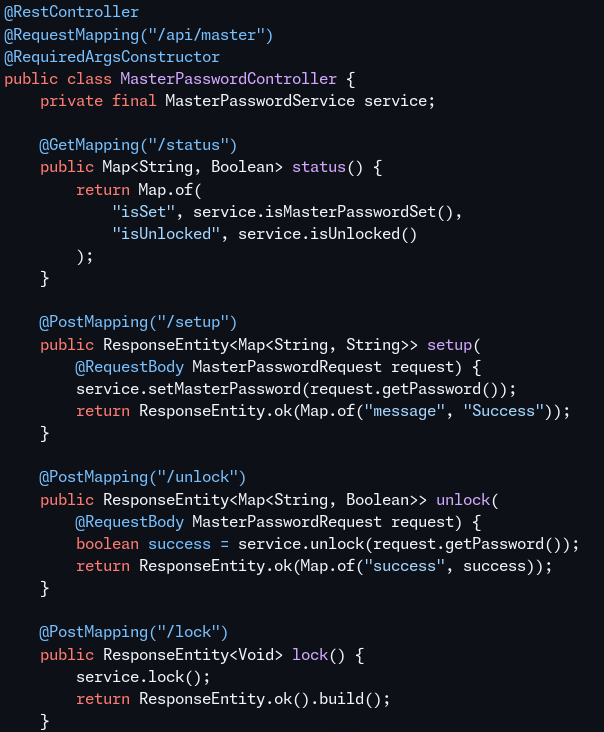 @RestController
@RequestMapping("/api/master")
@RequiredArgsConstructor
public class MasterPasswordController {
    private final MasterPasswordService service;

    @GetMapping("/status")
    public Map<String, Boolean> status() {
        return Map.of(
            "isSet", service.isMasterPasswordSet(),
            "isUnlocked", service.isUnlocked()
        );
    }

    @PostMapping("/setup")
    public ResponseEntity<Map<String, String>> setup(
        @RequestBody MasterPasswordRequest request) {
        service.setMasterPassword(request.getPassword());
        return ResponseEntity.ok(Map.of("message", "Success"));
    }

    @PostMapping("/unlock")
    public ResponseEntity<Map<String, Boolean>> unlock(
        @RequestBody MasterPasswordRequest request) {
        boolean success = service.unlock(request.getPassword());
        return ResponseEntity.ok(Map.of("success", success));
    }

    @PostMapping("/lock")
    public ResponseEntity<Void> lock() {
        service.lock();
        return ResponseEntity.ok().build();
    }